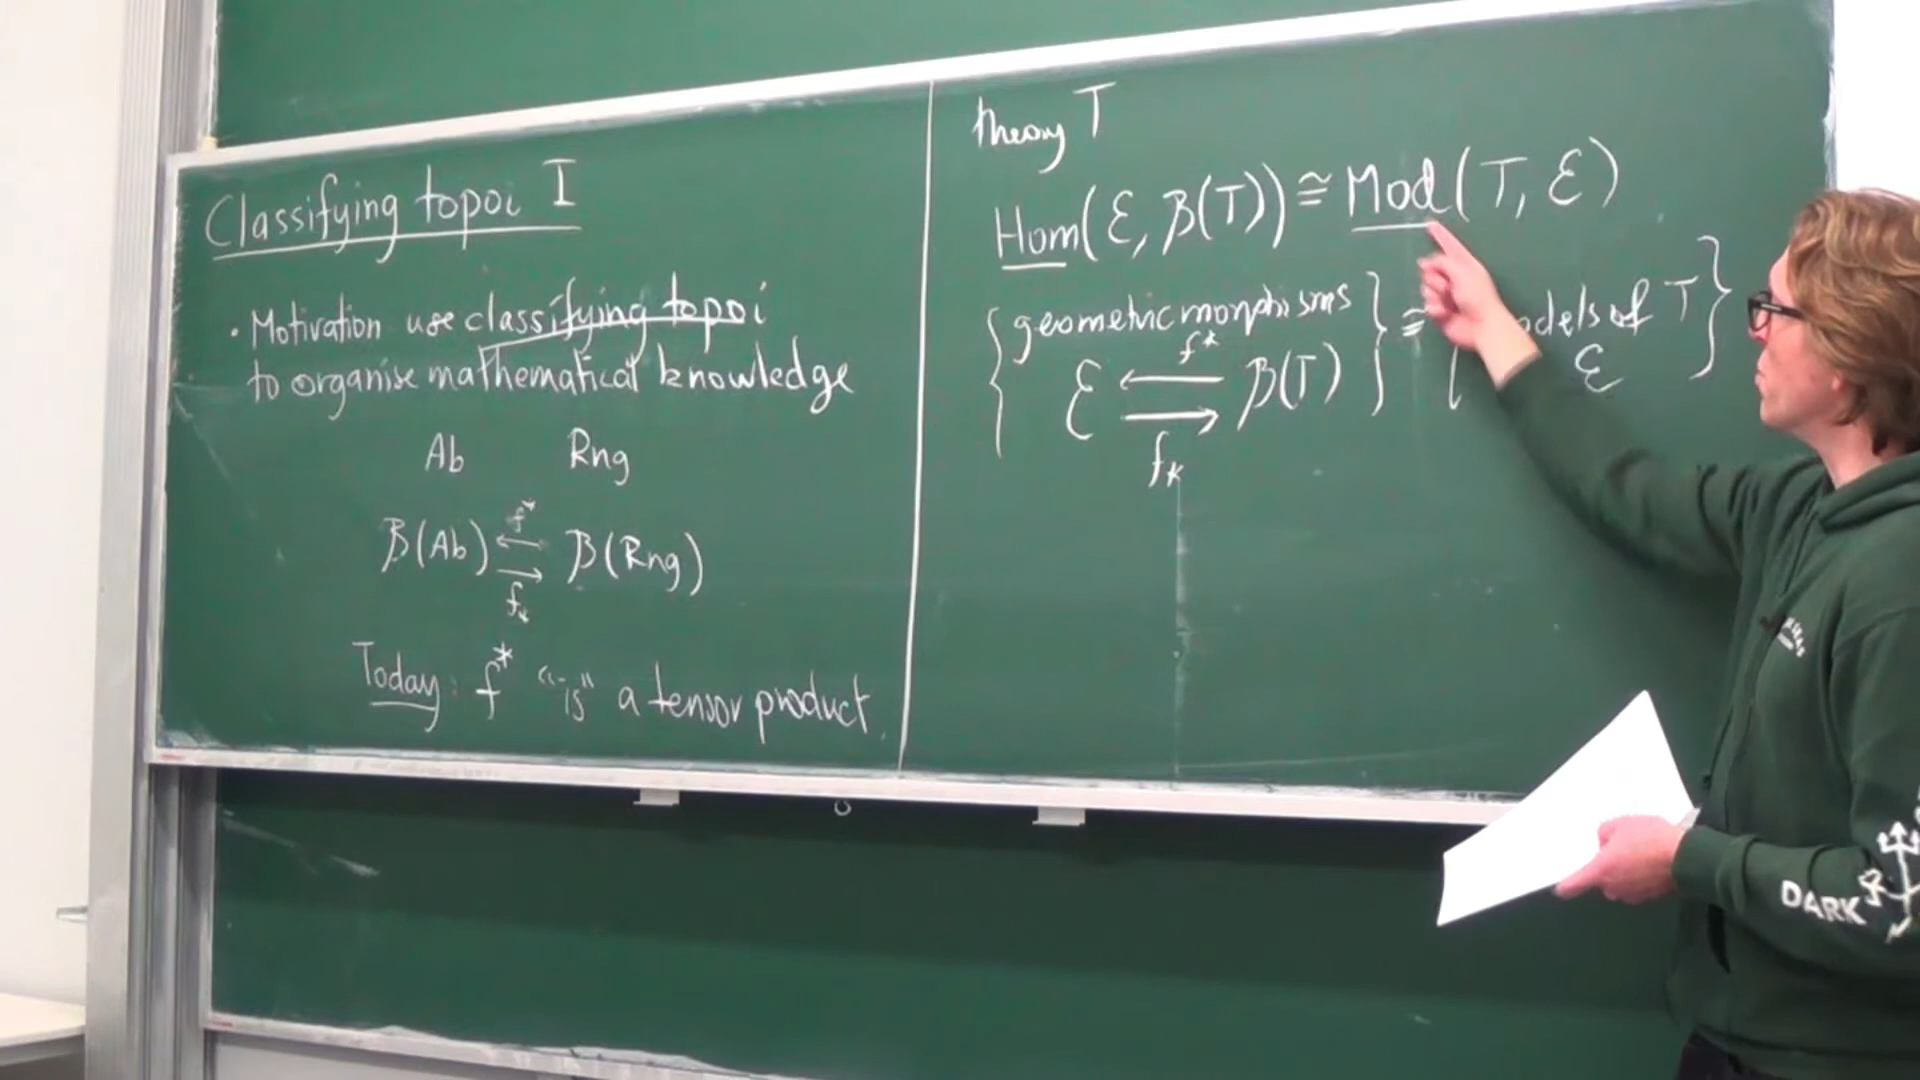 Classifying topoi I
• Motivation use classifying topoi
to organise mathematical knowledge
Ab Rng
B(Ab) ⇆ B(Rng)
f*
f*
Today: f* "is" a tensor product.
theory T
Hom(ℰ, B(T)) ≅ Mod(T, ℰ)
{geometric morphisms
ℰ ⇆ B(T)} ≅ { odels of T
ℰ }
f*
f*
DARK